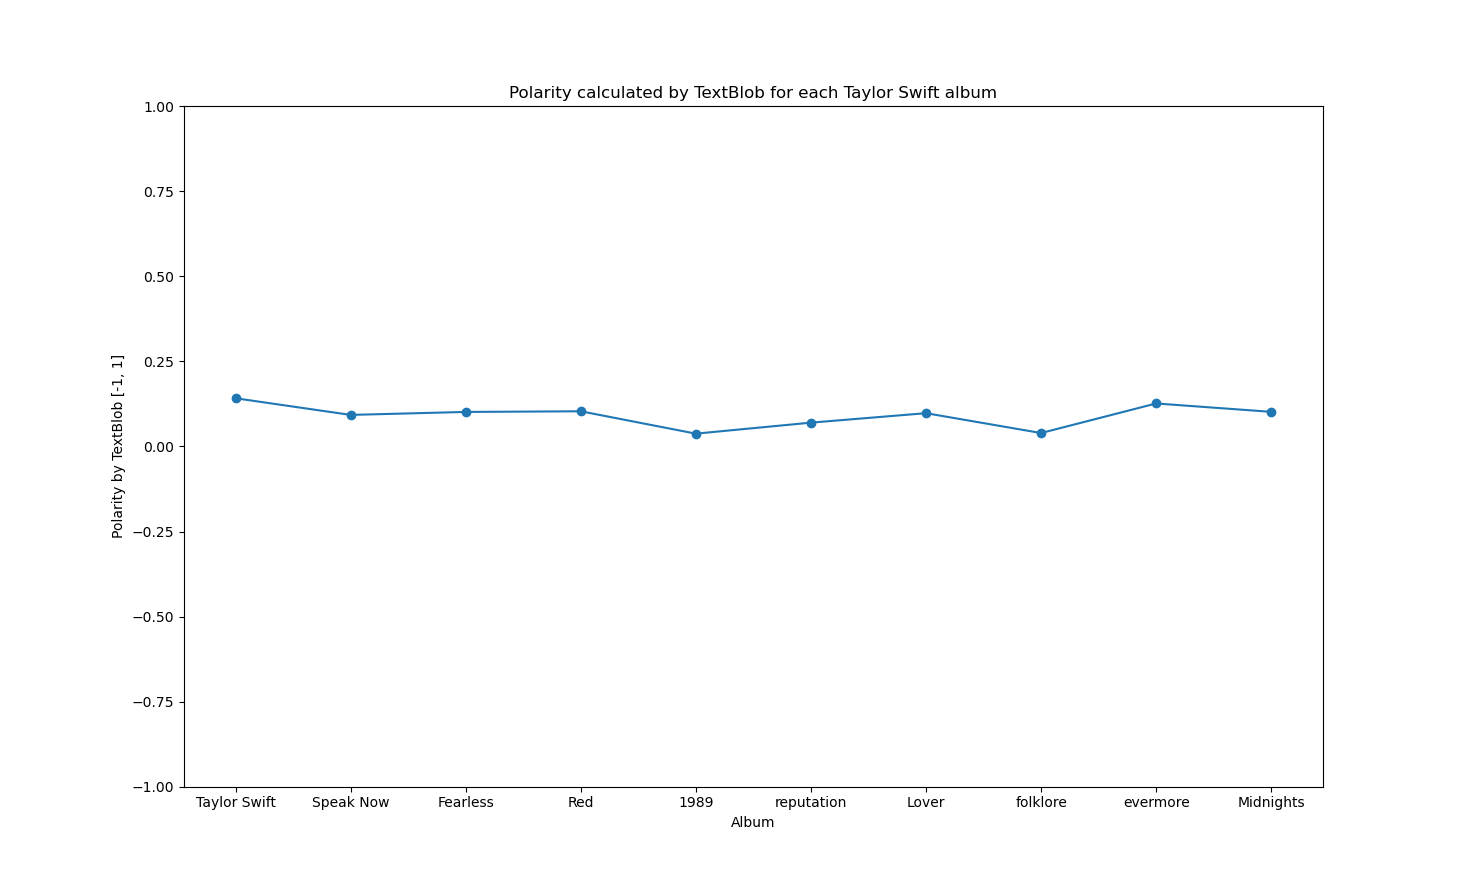 Polarity calculated by TextBlob for each Taylor Swift album
1.00
0.75
0.50
0.25
0.00
−0.25
−0.50
−0.75
−1.00
Polarity by TextBlob [-1, 1]
Taylor Swift Speak Now Fearless Red 1989 reputation Lover folklore evermore Midnights
Album